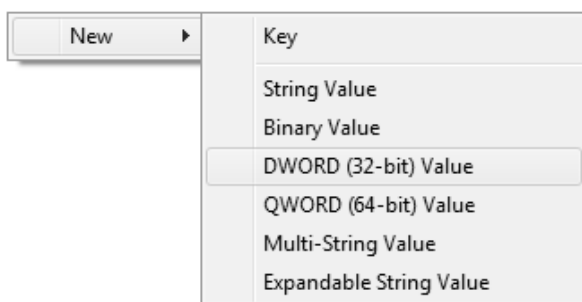 New
Key
String Value
Binary Value
DWORD (32-bit) Value
QWORD (64-bit) Value
Multi-String Value
Expandable String Value